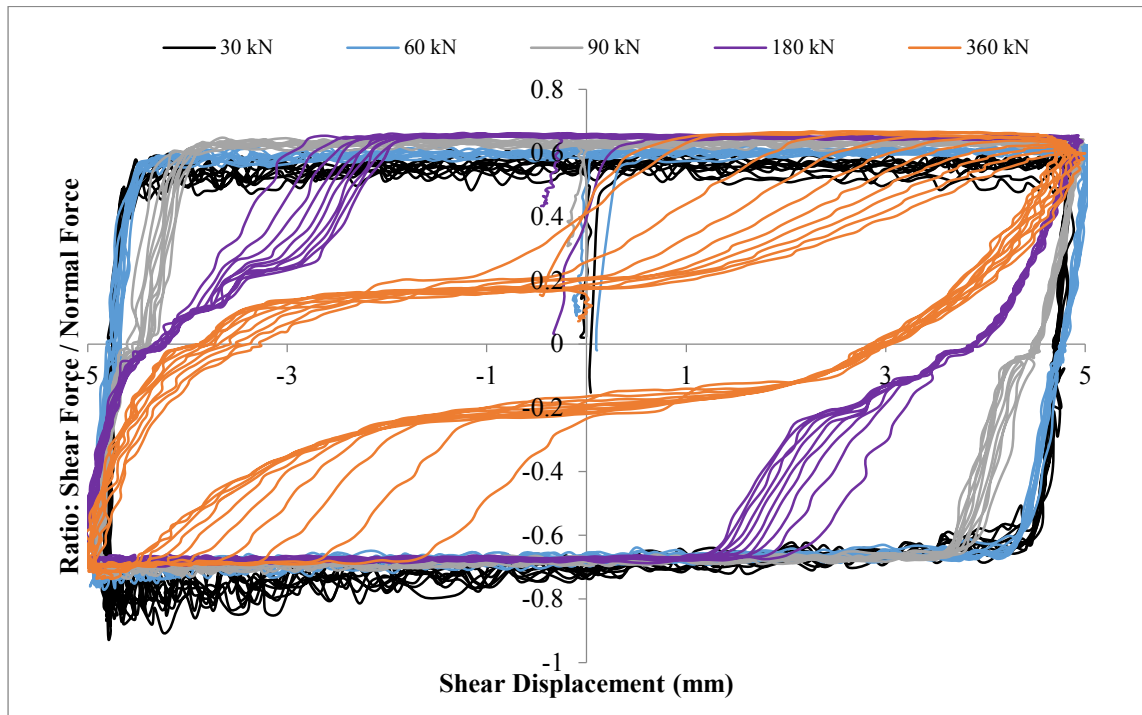 30 kN 60 kN 90 kN 180 kN 360 kN
Ratio: Shear Force / Normal Force
0.8
0.6
0.4
0.2
0
-5 -3 -1 1 3 5
-0.2
-0.4
-0.6
-0.8
-1
Shear Displacement (mm)